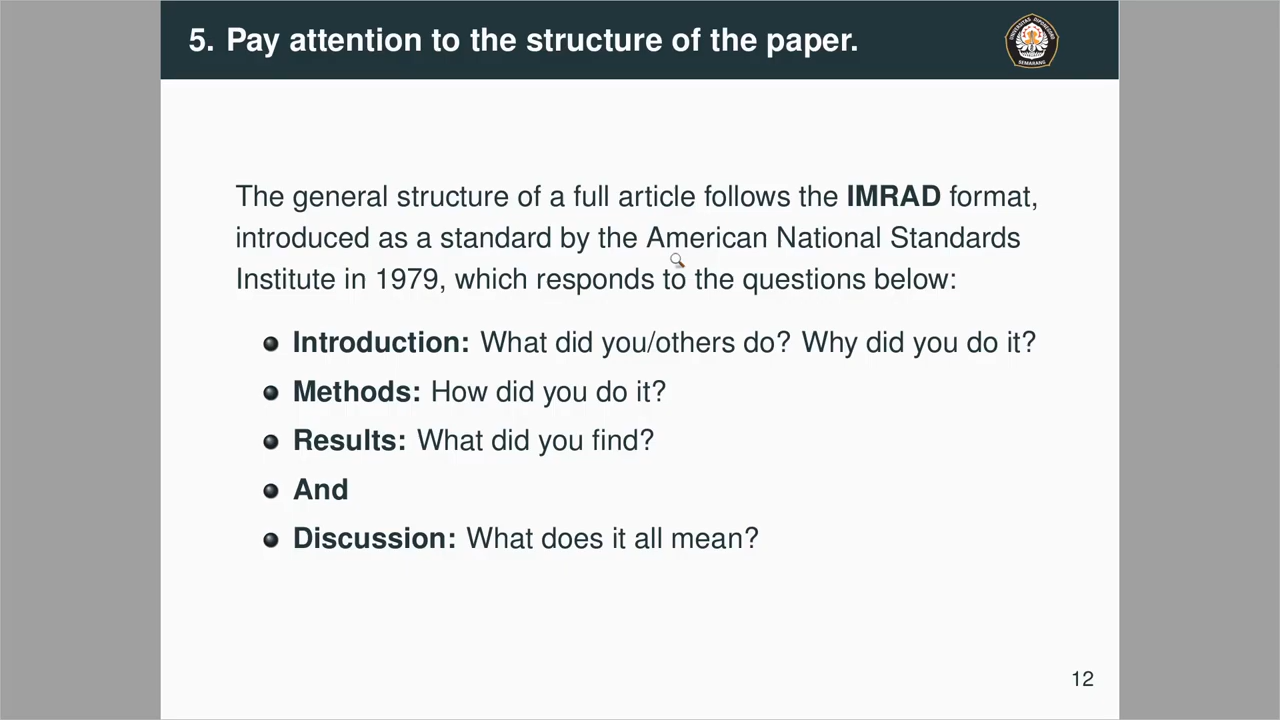 5. Pay attention to the structure of the paper.
UNIVERSITAS DIPONEGORO
SEMARANG
The general structure of a full article follows the IMRAD format,
introduced as a standard by the American National Standards
Institute in 1979, which responds to the questions below:
Introduction: What did you/others do? Why did you do it?
Methods: How did you do it?
Results: What did you find?
And
Discussion: What does it all mean?
12